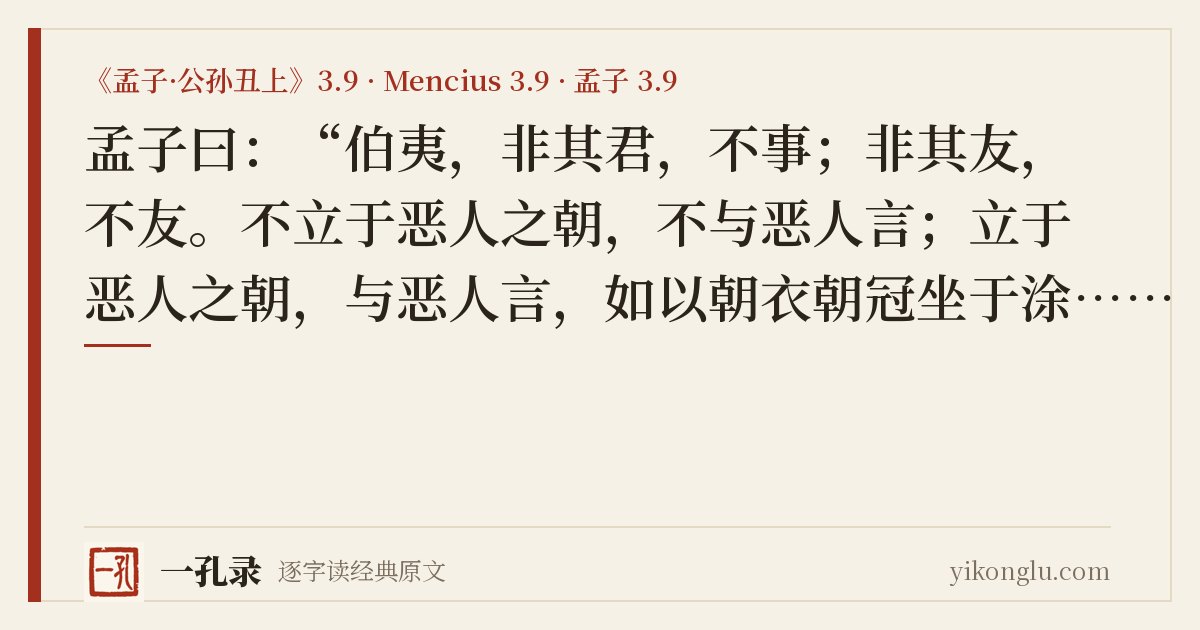 《孟子·公孙丑上》3.9 · Mencius 3.9 · 孟子 3.9
孟子曰：“伯夷，非其君，不事；非其友，
不友。不立于恶人之朝，不与恶人言；立于
恶人之朝，与恶人言，如以朝衣朝冠坐于涂……
一孔
一孔录 逐字读经典原文
yikonglu.com